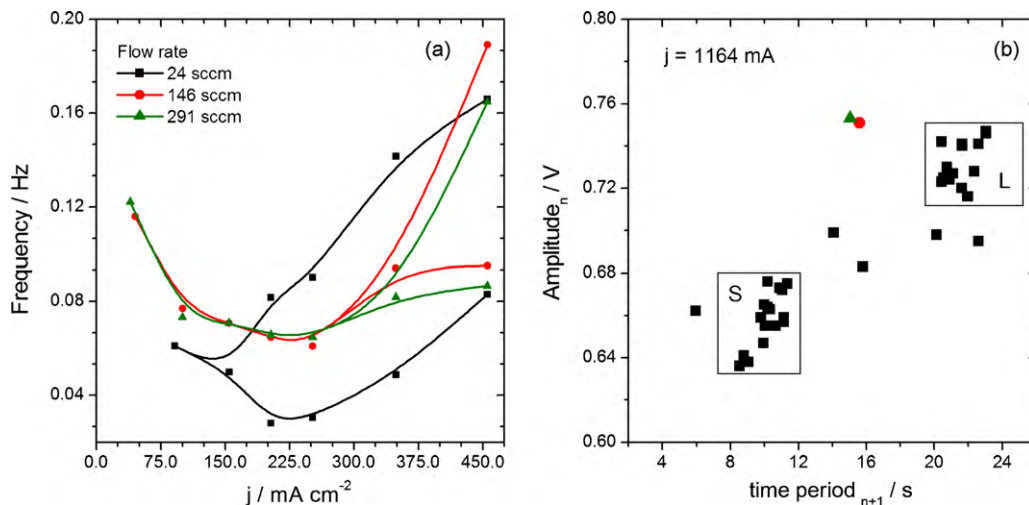 0.20
0.16
0.12
0.08
0.04
Frequency / Hz
Flow rate
24 sccm
146 sccm
291 sccm
(a)
0.0 75.0 150.0 225.0 300.0 375.0 450.0
j / mA cm⁻²
0.80
0.76
0.72
0.68
0.64
0.60
Amplitudeₙ / V
j = 1164 mA
(b)
L
S
4 8 12 16 20 24
time period ₙ₊₁ / s